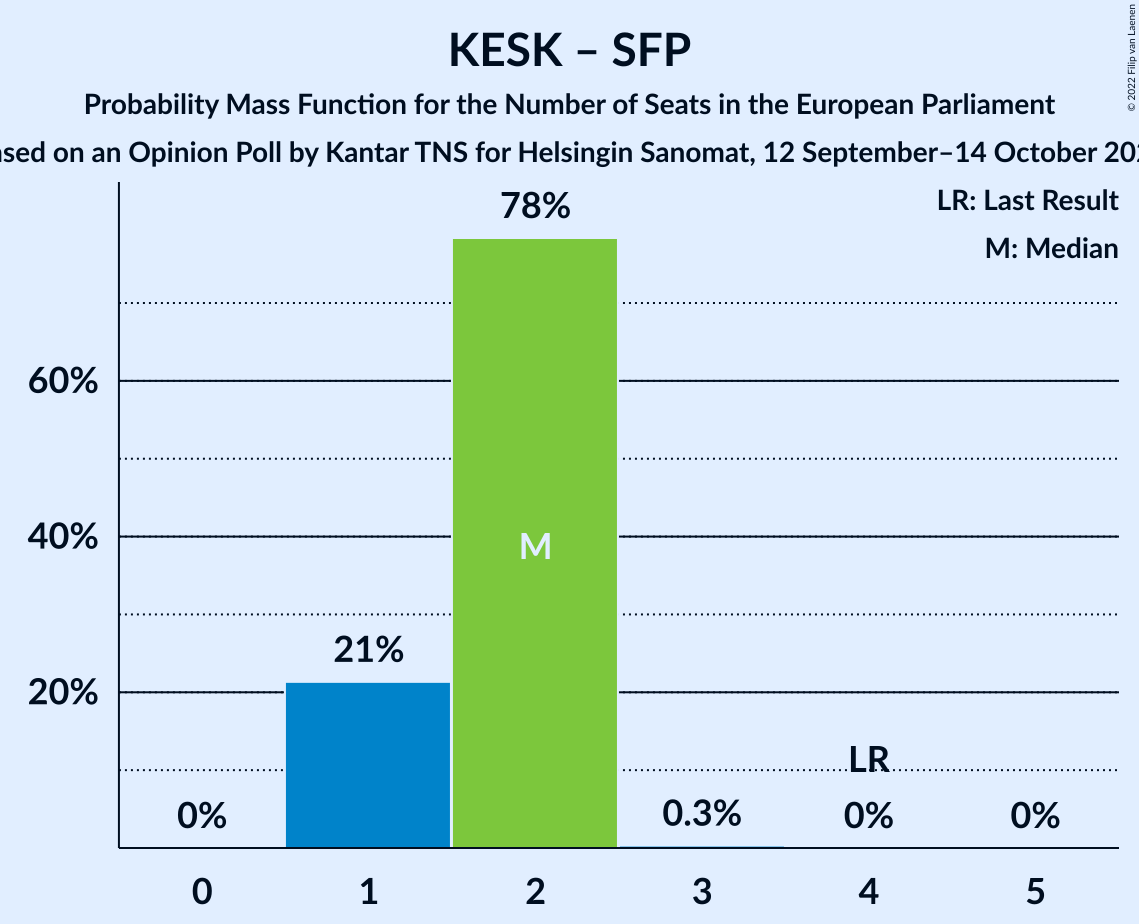 KESK – SFP
Probability Mass Function for the Number of Seats in the European Parliament
on an Opinion Poll by Kantar TNS for Helsingin Sanomat, 12 September–14 October
© 2022 Filip van Laenen
LR: Last Result
M: Median
78%
60%
M
40%
21%
20%
LR
0%
0.3%
0%
0%
0
1
2
3
4
5